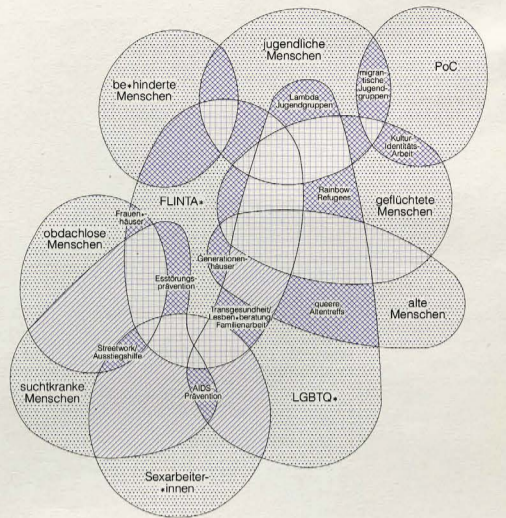 jugendliche
Menschen
PoC
be*hinderte
Menschen
migran-
tische
Jugend-
gruppen
Lambda
Jugendgruppen
Kultur
Identitäts
Arbeit
FLINTA*
Rainbow
Refugees
geflüchtete
Menschen
Frauen*
häuser
obdachlose
Menschen
Generationen-
häuser
Esstörungs-
prävention
Transgesundheit/
Lesben*beratung
Familienarbeit
queere
Altentreffs
alte
Menschen
Streetwork/
Ausstiegshilfe
suchtkranke
Menschen
AIDS
Prävention
LGBTQ*
Sexarbeiter-
*innen